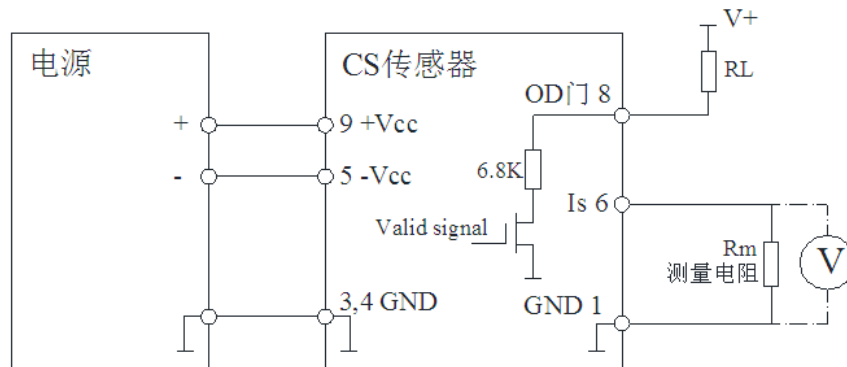 V+
电源
CS传感器
RL
OD门 8
+
9 +Vcc
6.8K
-
5 -Vcc
Is 6
Valid signal
Rm
测量电阻
V
3,4 GND
GND 1